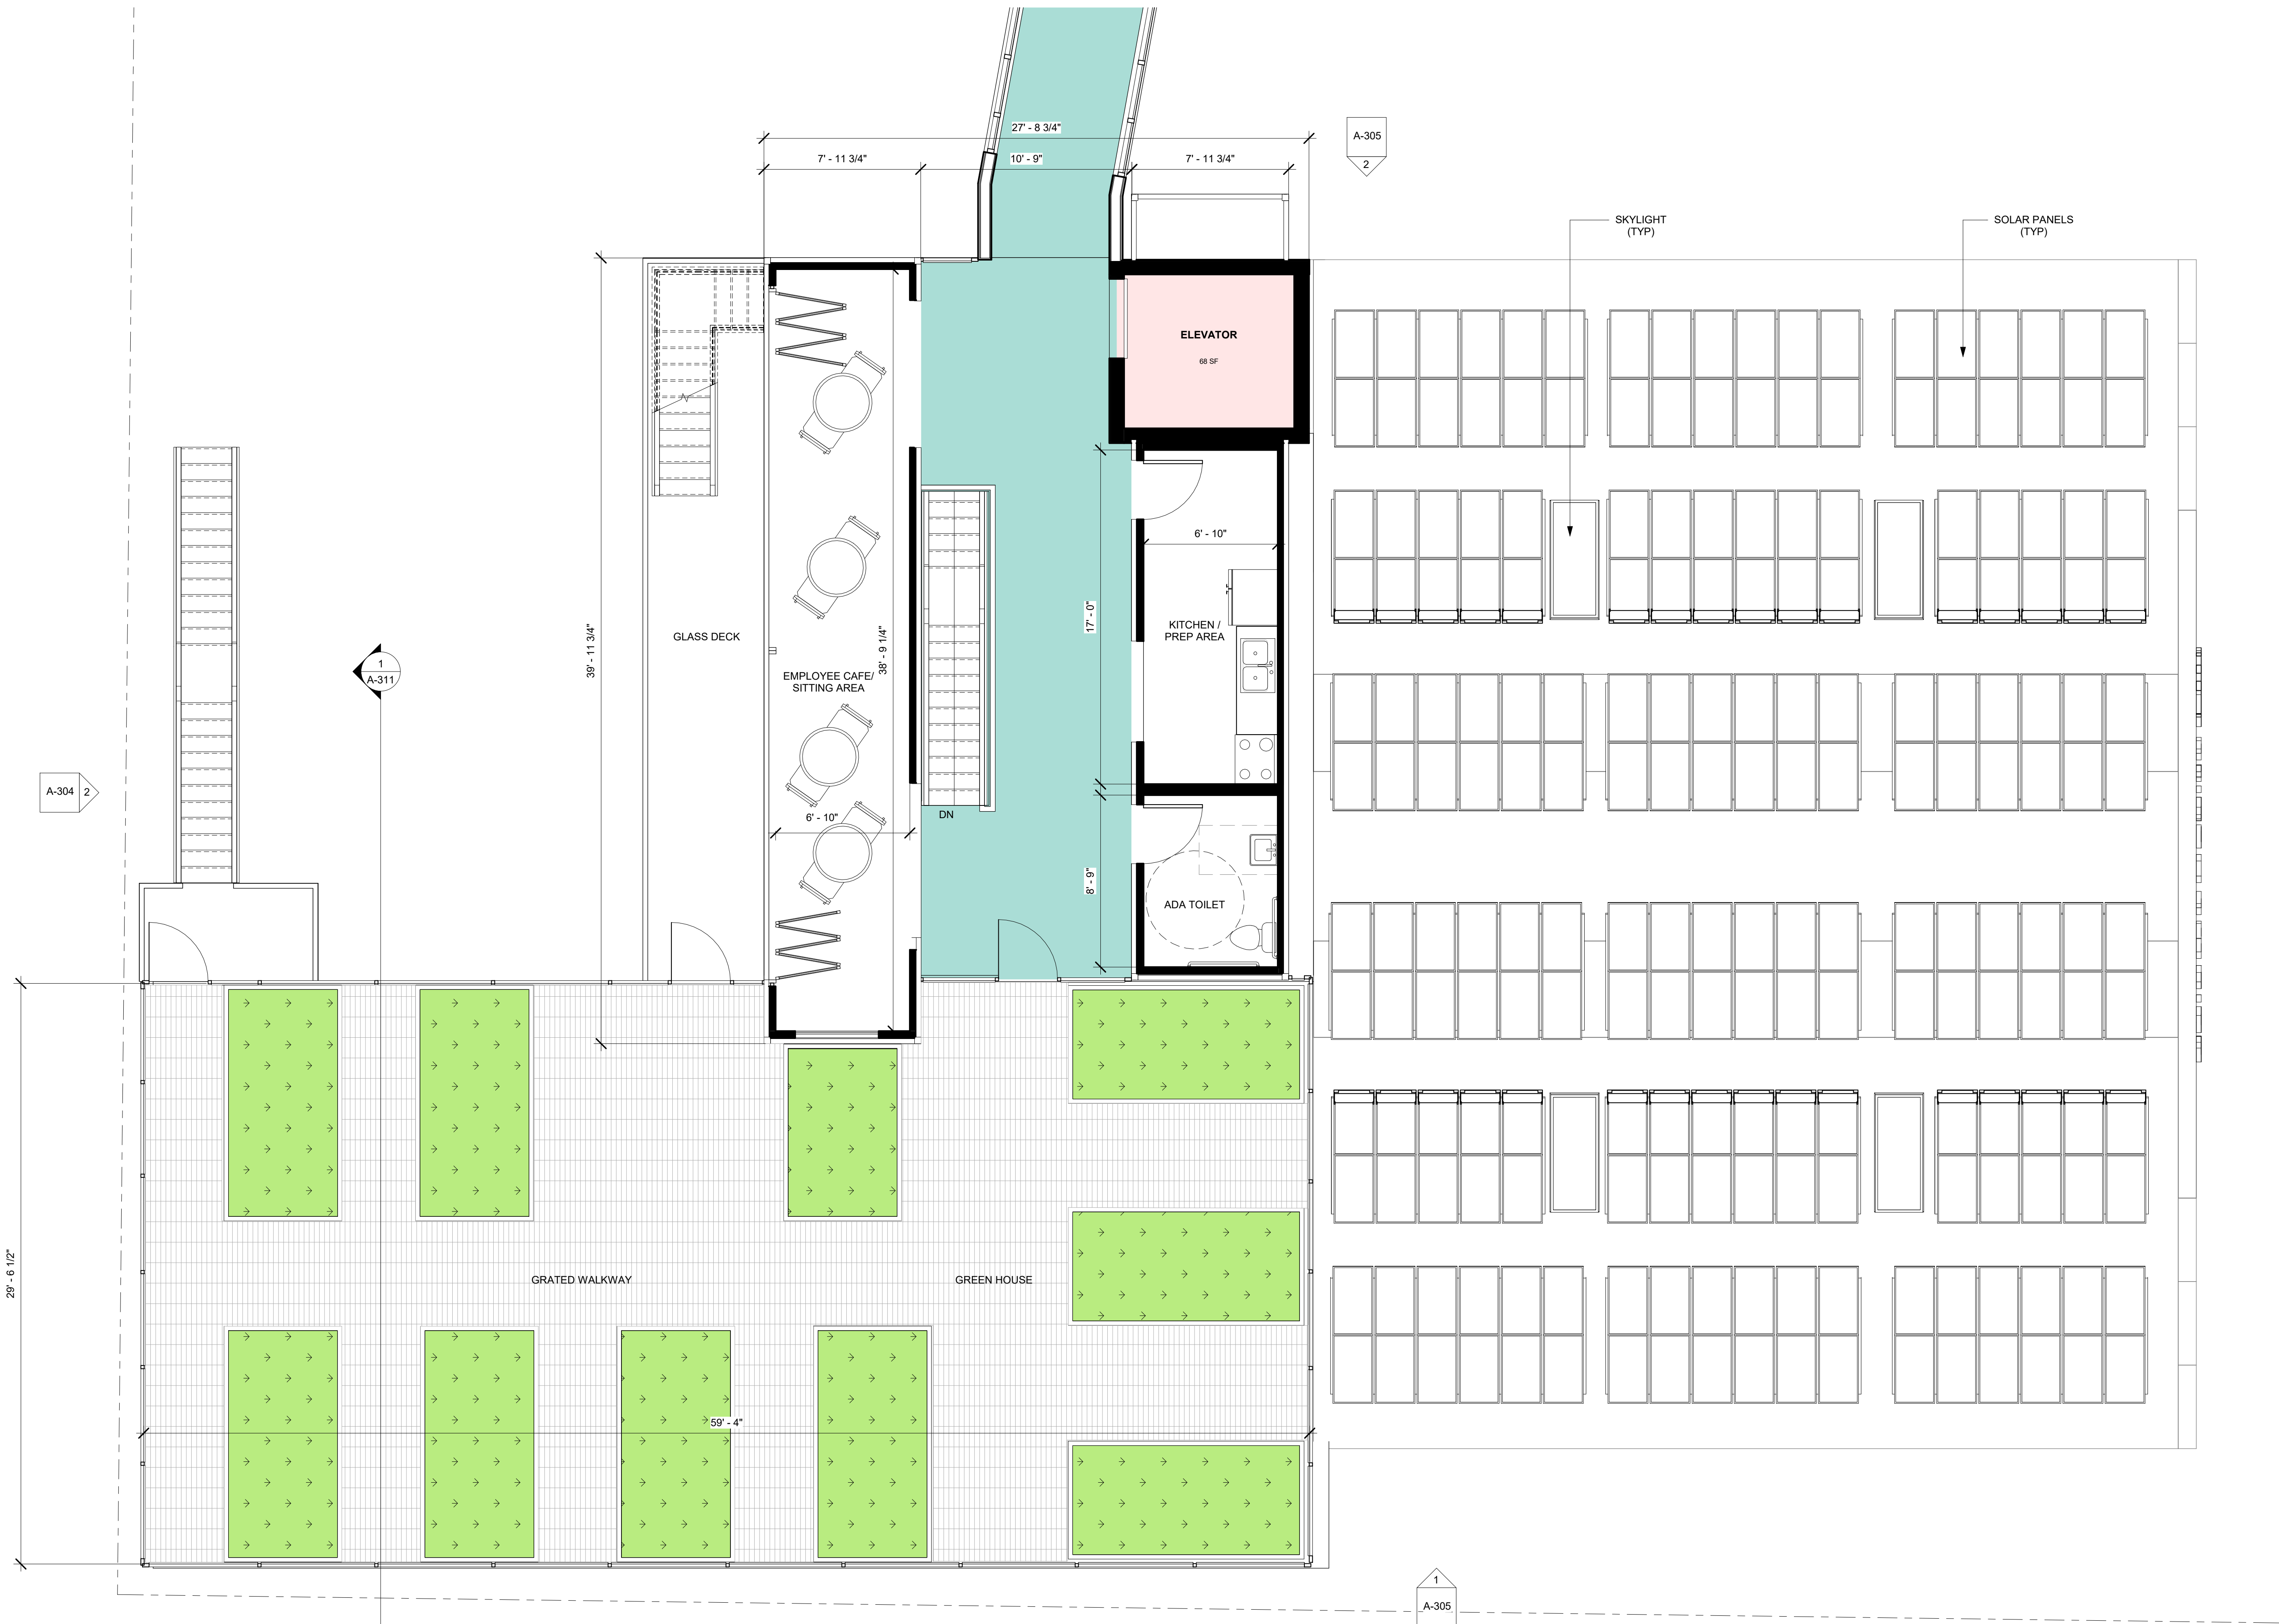 27' - 8 3/4"
A-305
2
7' - 11 3/4"
10' - 9"
7' - 11 3/4"
SKYLIGHT
(TYP)
SOLAR PANELS
(TYP)
ELEVATOR
68 SF
6' - 10"
17' - 0"
KITCHEN /
PREP AREA
GLASS DECK
39' - 11 3/4"
38' - 9 1/4"
EMPLOYEE CAFE/
SITTING AREA
1
A-311
A-304
2
6' - 10"
DN
8' - 9"
ADA TOILET
29' - 6 1/2"
GRATED WALKWAY
GREEN HOUSE
59' - 4"
1
A-305